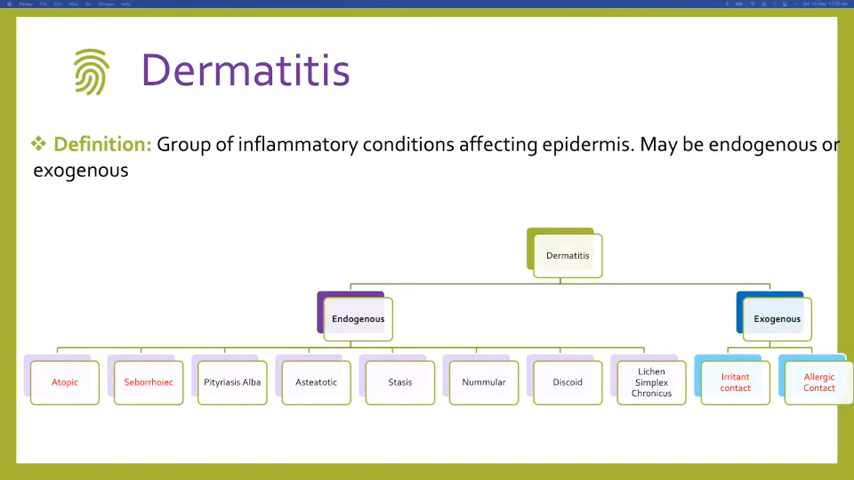 Dermatitis
❖ Definition: Group of inflammatory conditions affecting epidermis. May be endogenous or
exogenous
Dermatitis
Endogenous
Exogenous
Atopic
Seborrhoiec
Pityriasis Alba
Asteatotic
Stasis
Nummular
Discoid
Lichen
Simplex
Chronicus
Irritant
contact
Allergic
Contact